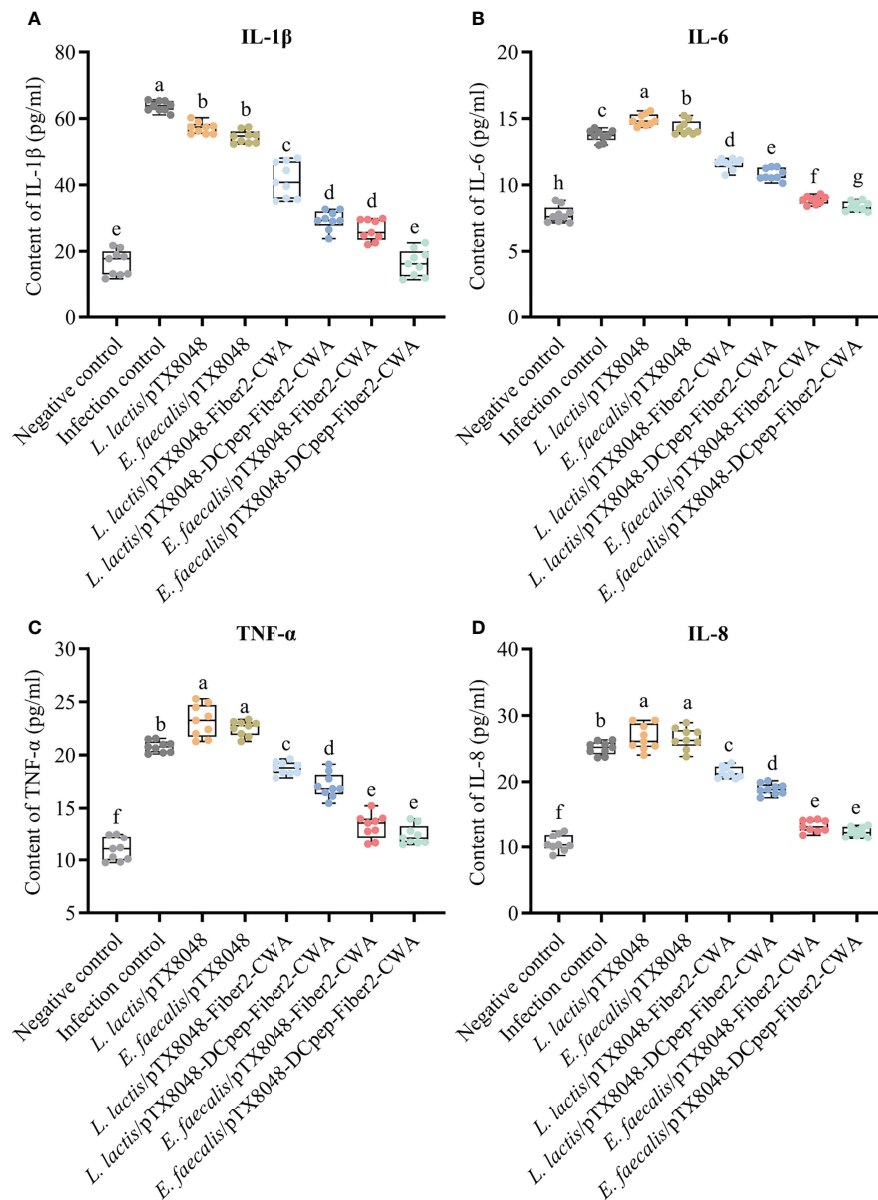 A
IL-1β
Content of IL-1β (pg/ml)
80
60
40
20
0
e
a
b
b
c
d
d
e
Negative control
Infection control
L. lactis/pTX8048
E. faecalis/pTX8048
L. lactis/pTX8048-Fiber2-CWA
L. lactis/pTX8048-DCpep-Fiber2-CWA
E. faecalis/pTX8048-Fiber2-CWA
E. faecalis/pTX8048-DCpep-Fiber2-CWA
B
IL-6
Content of IL-6 (pg/ml)
20
15
10
5
0
h
c
a
b
d
e
f
g
Negative control
Infection control
L. lactis/pTX8048
E. faecalis/pTX8048
L. lactis/pTX8048-Fiber2-CWA
L. lactis/pTX8048-DCpep-Fiber2-CWA
E. faecalis/pTX8048-Fiber2-CWA
E. faecalis/pTX8048-DCpep-Fiber2-CWA
C
TNF-α
Content of TNF-α (pg/ml)
30
25
20
15
10
5
f
b
a
a
c
d
e
e
Negative control
Infection control
L. lactis/pTX8048
E. faecalis/pTX8048
L. lactis/pTX8048-Fiber2-CWA
L. lactis/pTX8048-DCpep-Fiber2-CWA
E. faecalis/pTX8048-Fiber2-CWA
E. faecalis/pTX8048-DCpep-Fiber2-CWA
D
IL-8
Content of IL-8 (pg/ml)
40
30
20
10
0
f
b
a
a
c
d
e
e
Negative control
Infection control
L. lactis/pTX8048
E. faecalis/pTX8048
L. lactis/pTX8048-Fiber2-CWA
L. lactis/pTX8048-DCpep-Fiber2-CWA
E. faecalis/pTX8048-Fiber2-CWA
E. faecalis/pTX8048-DCpep-Fiber2-CWA